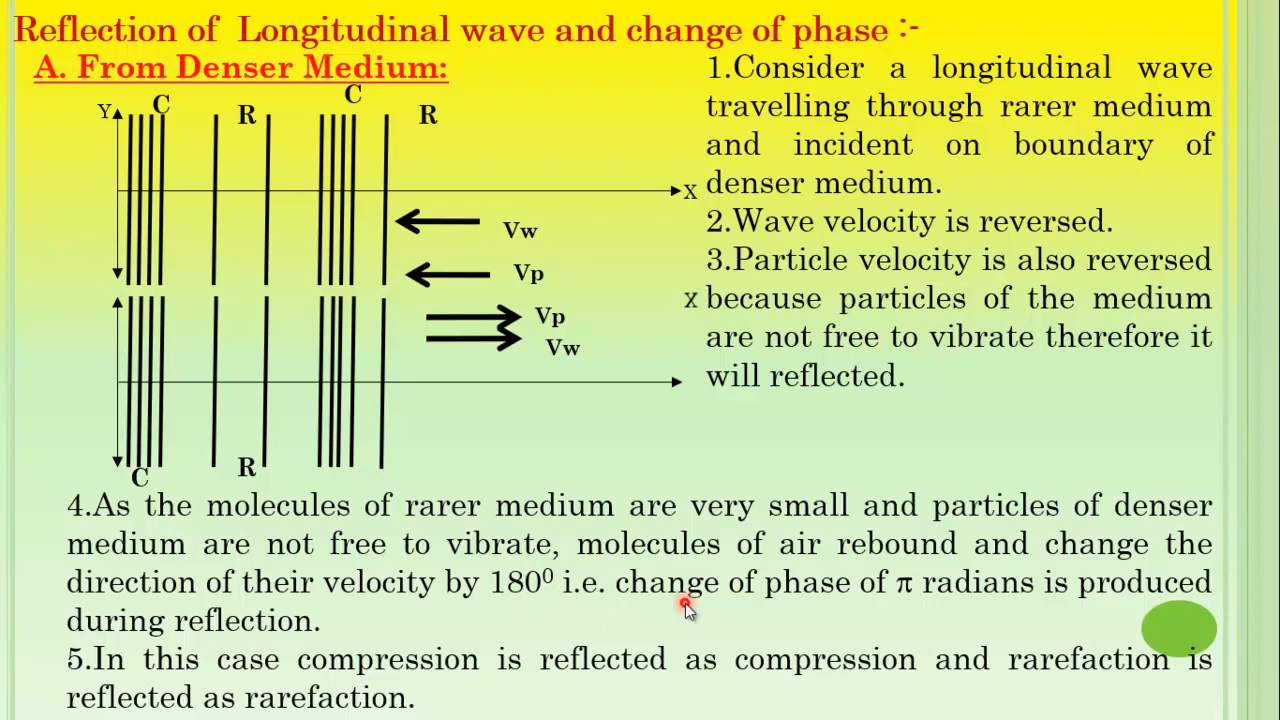 Reflection of Longitudinal wave and change of phase :-
A. From Denser Medium:
C
C
Y
R
R
X
Vw
Vp
X
Vp
Vw
C
R
1.Consider a longitudinal wave
travelling through rarer medium
and incident on boundary of
denser medium.
2.Wave velocity is reversed.
3.Particle velocity is also reversed
because particles of the medium
are not free to vibrate therefore it
will reflected.
4.As the molecules of rarer medium are very small and particles of denser
medium are not free to vibrate, molecules of air rebound and change the
direction of their velocity by 180⁰ i.e. change of phase of π radians is produced
during reflection.
5.In this case compression is reflected as compression and rarefaction is
reflected as rarefaction.